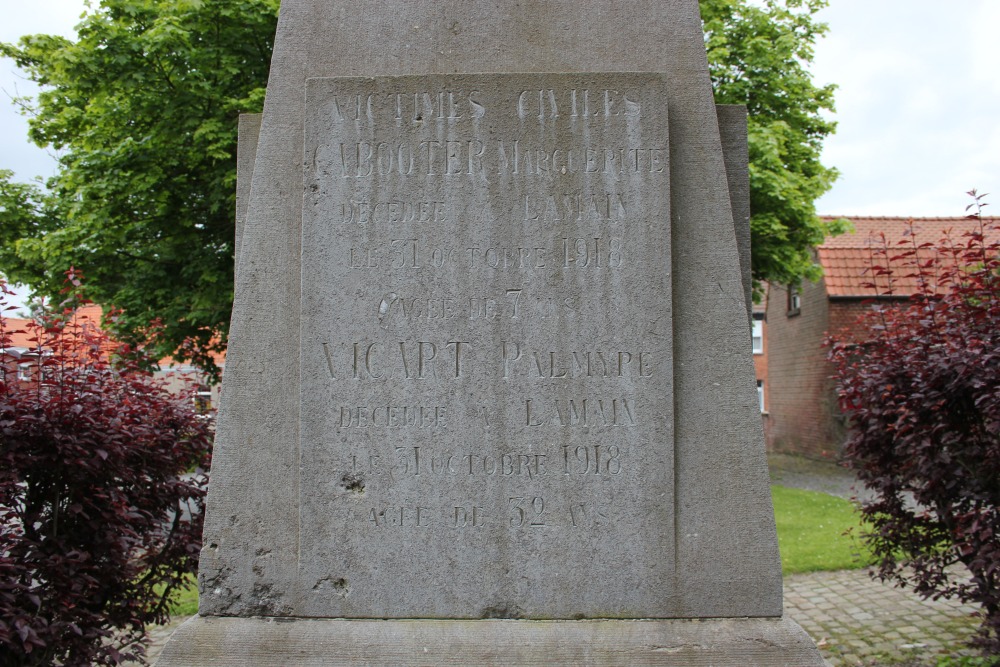 VICTIMES CIVILES
CABOOTER MARGUERITE
DECEDEE A LAMAIN
LE 31 OCTOBRE 1918
AGEE DE 7 ANS
VICART PALMYRE
DECEDEE A LAMAIN
LE 31 OCTOBRE 1918
AGEE DE 32 ANS